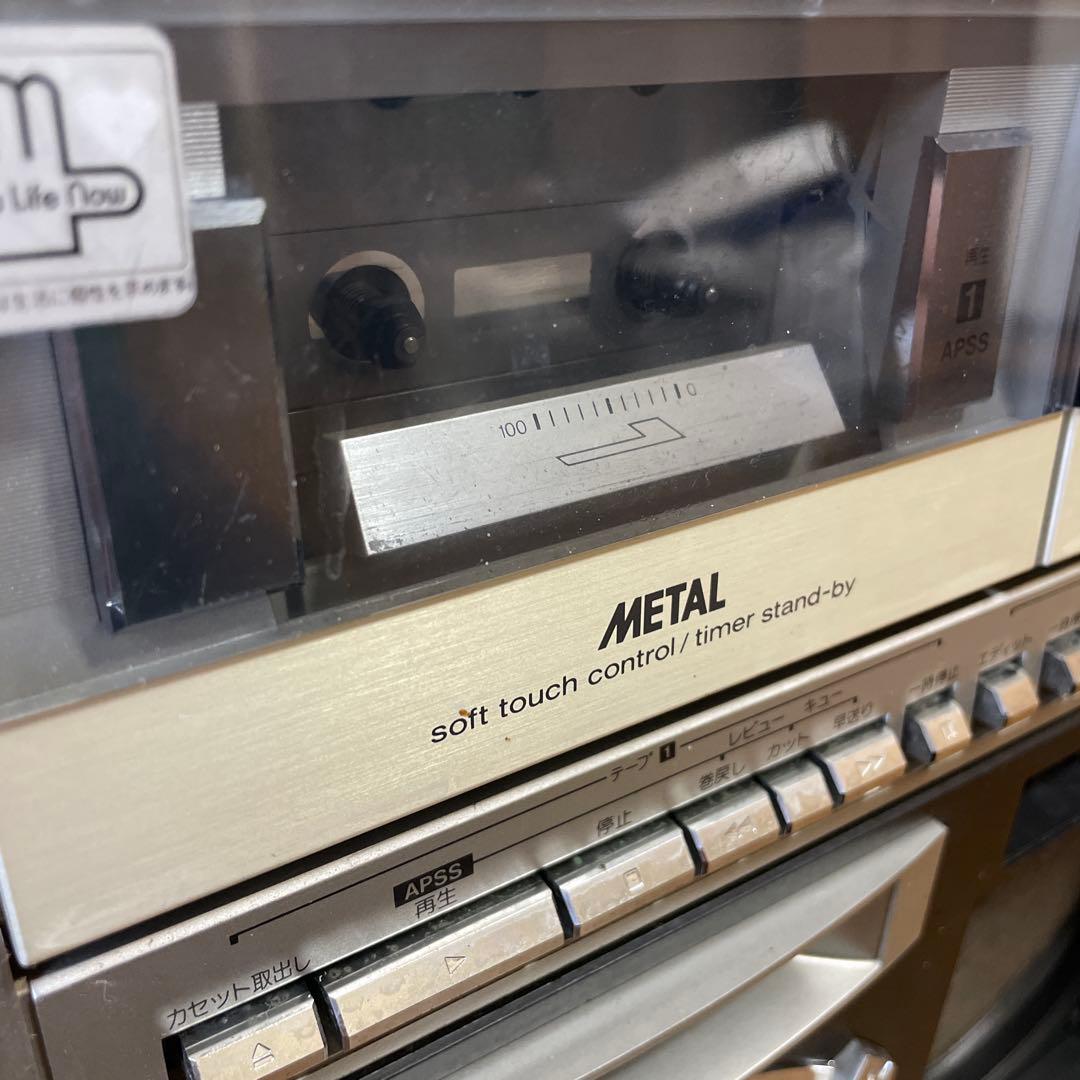 Life now
再生
1
APSS
100 0
METAL
soft touch control / timer stand-by
テープ 1
レビュー キュー
カセット取出し
APSS
再生
停止
巻戻し
カット
早送り
一時停止
エディット